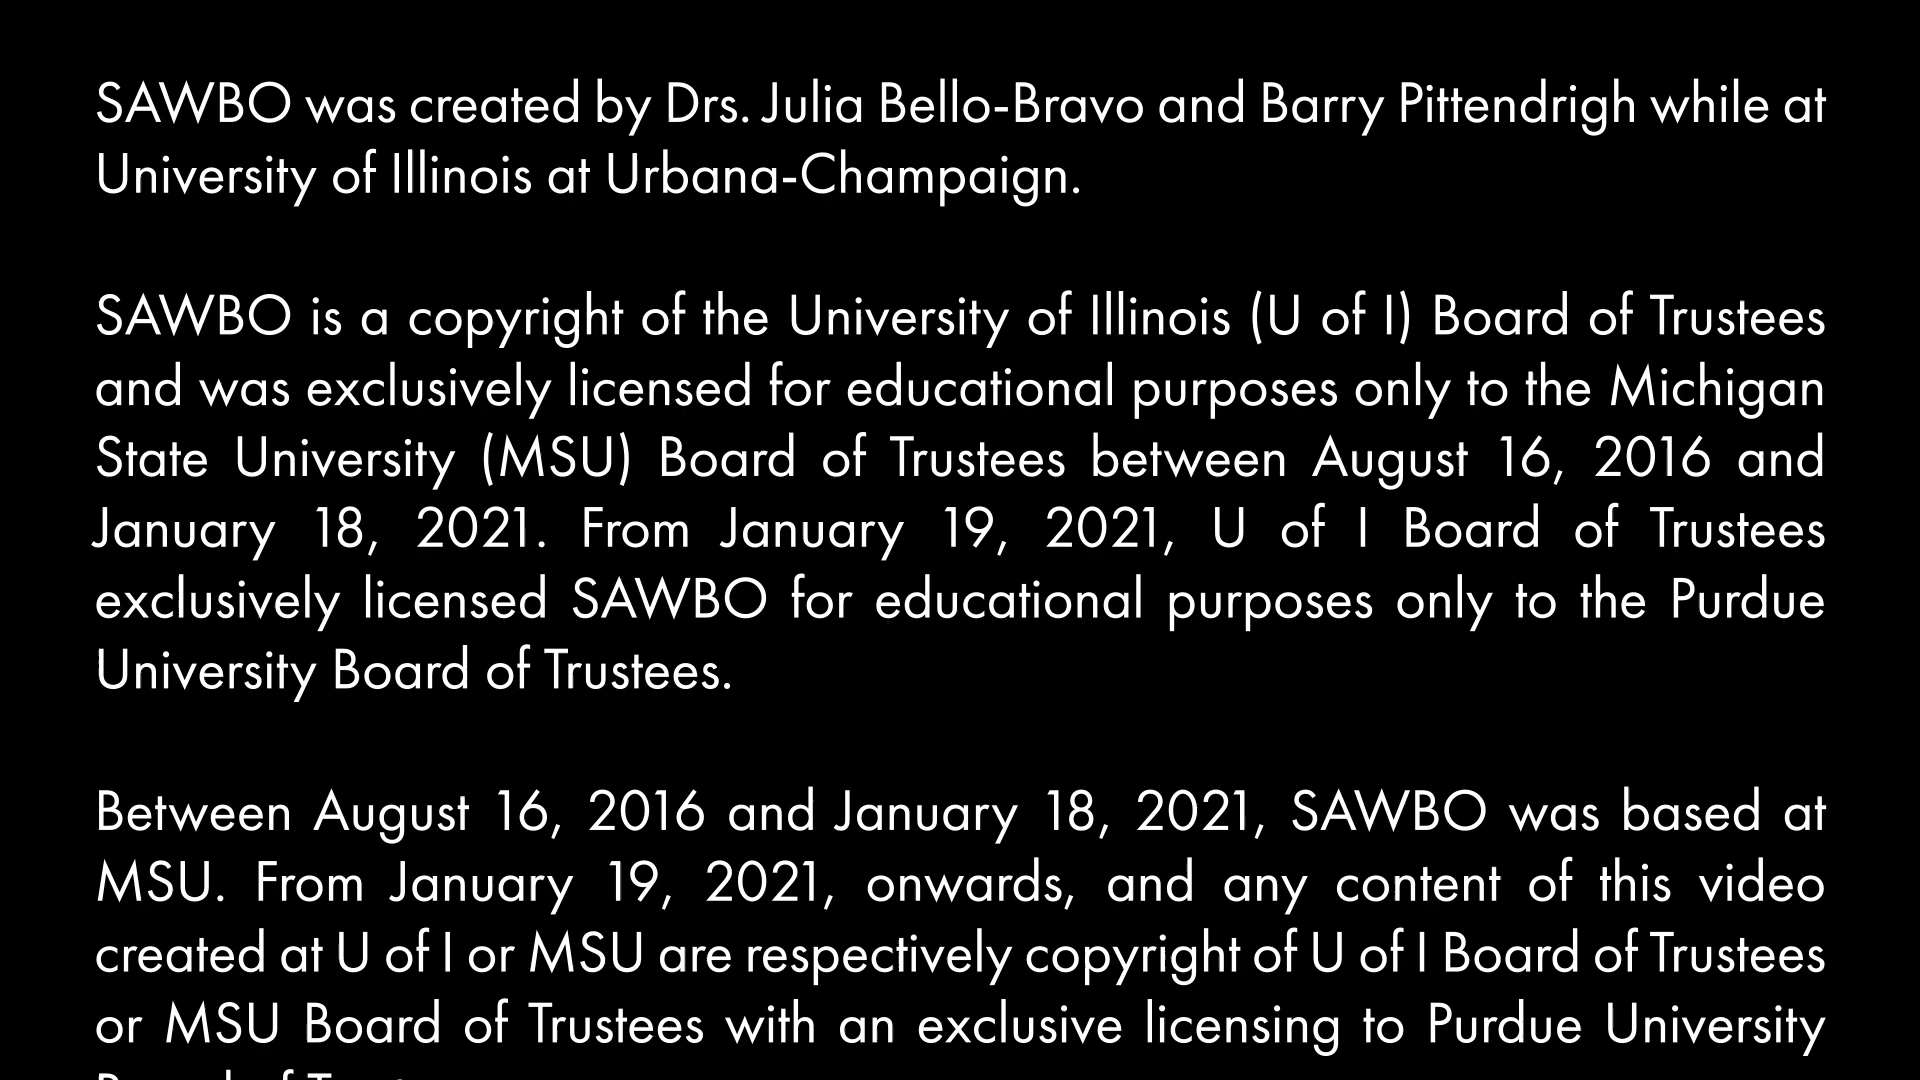 SAWBO was created by Drs. Julia Bello-Bravo and Barry Pittendrigh while at
University of Illinois at Urbana-Champaign.
SAWBO is a copyright of the University of Illinois (U of I) Board of Trustees
and was exclusively licensed for educational purposes only to the Michigan
State University (MSU) Board of Trustees between August 16, 2016 and
January 18, 2021. From January 19, 2021, U of I Board of Trustees
exclusively licensed SAWBO for educational purposes only to the Purdue
University Board of Trustees.
Between August 16, 2016 and January 18, 2021, SAWBO was based at
MSU. From January 19, 2021, onwards, and any content of this video
created at U of I or MSU are respectively copyright of U of I Board of Trustees
or MSU Board of Trustees with an exclusive licensing to Purdue University